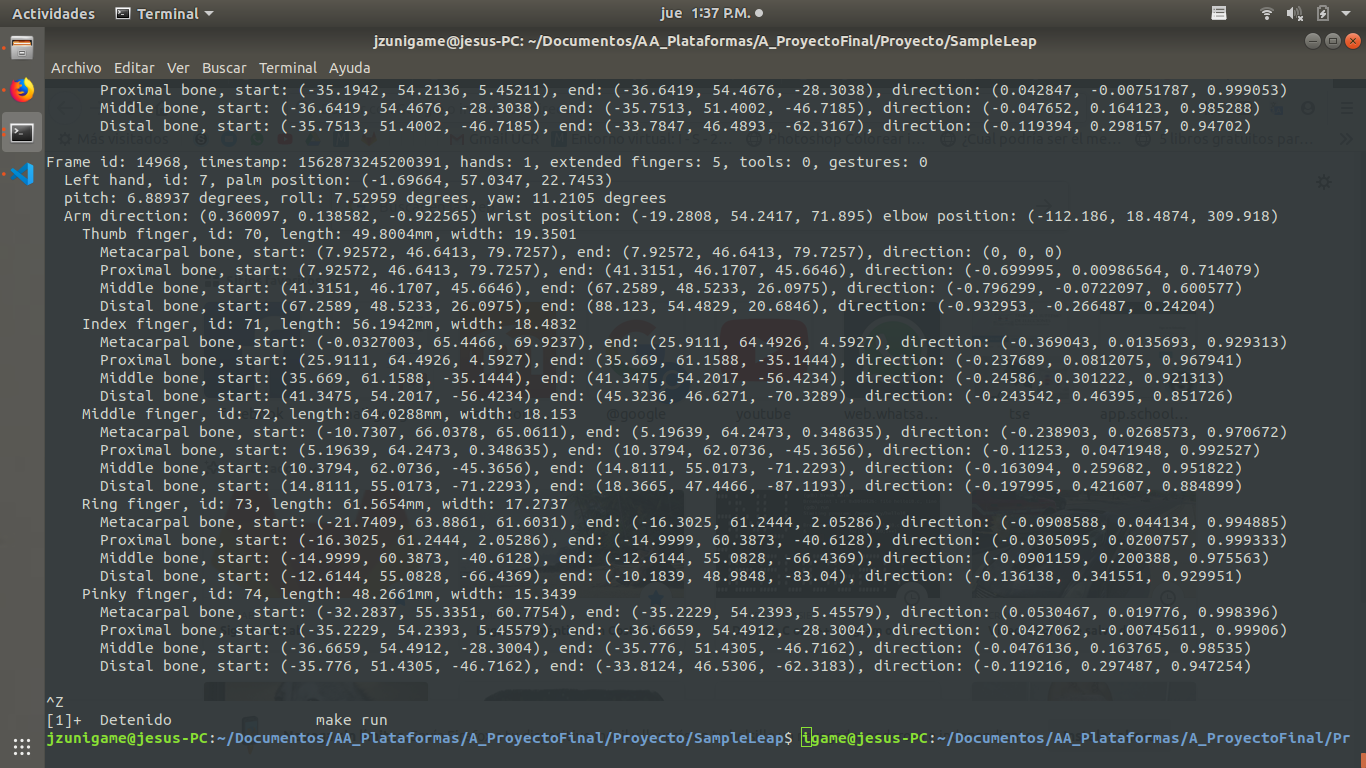 Actividades Terminal jue 1:37 P.M.
jzunigame@jesus-PC: ~/Documentos/AA_Plataformas/A_ProyectoFinal/Proyecto/SampleLeap
Archivo Editar Ver Buscar Terminal Ayuda
Proximal bone, start: (-35.1942, 54.2136, 5.45211), end: (-36.6419, 54.4676, -28.3038), direction: (0.042847, -0.00751787, 0.999053)
Middle bone, start: (-36.6419, 54.4676, -28.3038), end: (-35.7513, 51.4002, -46.7185), direction: (-0.047652, 0.164123, 0.985288)
Distal bone, start: (-35.7513, 51.4002, -46.7185), end: (-33.7847, 46.4893, -62.3167), direction: (-0.119394, 0.298157, 0.94702)
Frame id: 14968, timestamp: 1562873245200391, hands: 1, extended fingers: 5, tools: 0, gestures: 0
Left hand, id: 7, palm position: (-1.69664, 57.0347, 22.7453)
pitch: 6.88937 degrees, roll: 7.52959 degrees, yaw: 11.2105 degrees
Arm direction: (0.360097, 0.138582, -0.922565) wrist position: (-19.2808, 54.2417, 71.895) elbow position: (-112.186, 18.4874, 309.918)
Thumb finger, id: 70, length: 49.8004mm, width: 19.3501
Metacarpal bone, start: (7.92572, 46.6413, 79.7257), end: (7.92572, 46.6413, 79.7257), direction: (0, 0, 0)
Proximal bone, start: (7.92572, 46.6413, 79.7257), end: (41.3151, 46.1707, 45.6646), direction: (-0.699995, 0.00986564, 0.714079)
Middle bone, start: (41.3151, 46.1707, 45.6646), end: (67.2589, 48.5233, 26.0975), direction: (-0.796299, -0.0722097, 0.600577)
Distal bone, start: (67.2589, 48.5233, 26.0975), end: (88.123, 54.4829, 20.6846), direction: (-0.932953, -0.266487, 0.24204)
Index finger, id: 71, length: 56.1942mm, width: 18.4832
Metacarpal bone, start: (-0.0327003, 65.4466, 69.9237), end: (25.9111, 64.4926, 4.5927), direction: (-0.369043, 0.0135693, 0.929313)
Proximal bone, start: (25.9111, 64.4926, 4.5927), end: (35.669, 61.1588, -35.1444), direction: (-0.237689, 0.0812075, 0.967941)
Middle bone, start: (35.669, 61.1588, -35.1444), end: (41.3475, 54.2017, -56.4234), direction: (-0.24586, 0.301222, 0.921313)
Distal bone, start: (41.3475, 54.2017, -56.4234), end: (45.3236, 46.6271, -70.3289), direction: (-0.243542, 0.46395, 0.851726)
Middle finger, id: 72, length: 64.0288mm, width: 18.153
Metacarpal bone, start: (-10.7307, 66.0378, 65.0611), end: (5.19639, 64.2473, 0.348635), direction: (-0.238903, 0.0268573, 0.970672)
Proximal bone, start: (5.19639, 64.2473, 0.348635), end: (10.3794, 62.0736, -45.3656), direction: (-0.11253, 0.0471948, 0.992527)
Middle bone, start: (10.3794, 62.0736, -45.3656), end: (14.8111, 55.0173, -71.2293), direction: (-0.163094, 0.259682, 0.951822)
Distal bone, start: (14.8111, 55.0173, -71.2293), end: (18.3665, 47.4466, -87.1193), direction: (-0.197995, 0.421607, 0.884899)
Ring finger, id: 73, length: 61.5654mm, width: 17.2737
Metacarpal bone, start: (-21.7409, 63.8861, 61.6031), end: (-16.3025, 61.2444, 2.05286), direction: (-0.0908588, 0.044134, 0.994885)
Proximal bone, start: (-16.3025, 61.2444, 2.05286), end: (-14.9999, 60.3873, -40.6128), direction: (-0.0305095, 0.0200757, 0.999333)
Middle bone, start: (-14.9999, 60.3873, -40.6128), end: (-12.6144, 55.0828, -66.4369), direction: (-0.0901159, 0.200388, 0.975563)
Distal bone, start: (-12.6144, 55.0828, -66.4369), end: (-10.1839, 48.9848, -83.04), direction: (-0.136138, 0.341551, 0.929951)
Pinky finger, id: 74, length: 48.2661mm, width: 15.3439
Metacarpal bone, start: (-32.2837, 55.3351, 60.7754), end: (-35.2229, 54.2393, 5.45579), direction: (0.0530467, 0.019776, 0.998396)
Proximal bone, start: (-35.2229, 54.2393, 5.45579), end: (-36.6659, 54.4912, -28.3004), direction: (0.0427062, -0.00745611, 0.99906)
Middle bone, start: (-36.6659, 54.4912, -28.3004), end: (-35.776, 51.4305, -46.7162), direction: (-0.0476136, 0.163765, 0.98535)
Distal bone, start: (-35.776, 51.4305, -46.7162), end: (-33.8124, 46.5306, -62.3183), direction: (-0.119216, 0.297487, 0.947254)
^Z
[1]+ Detenido make run
jzunigame@jesus-PC:~/Documentos/AA_Plataformas/A_ProyectoFinal/Proyecto/SampleLeap$ igame@jesus-PC:~/Documentos/AA_Plataformas/A_ProyectoFinal/Pr